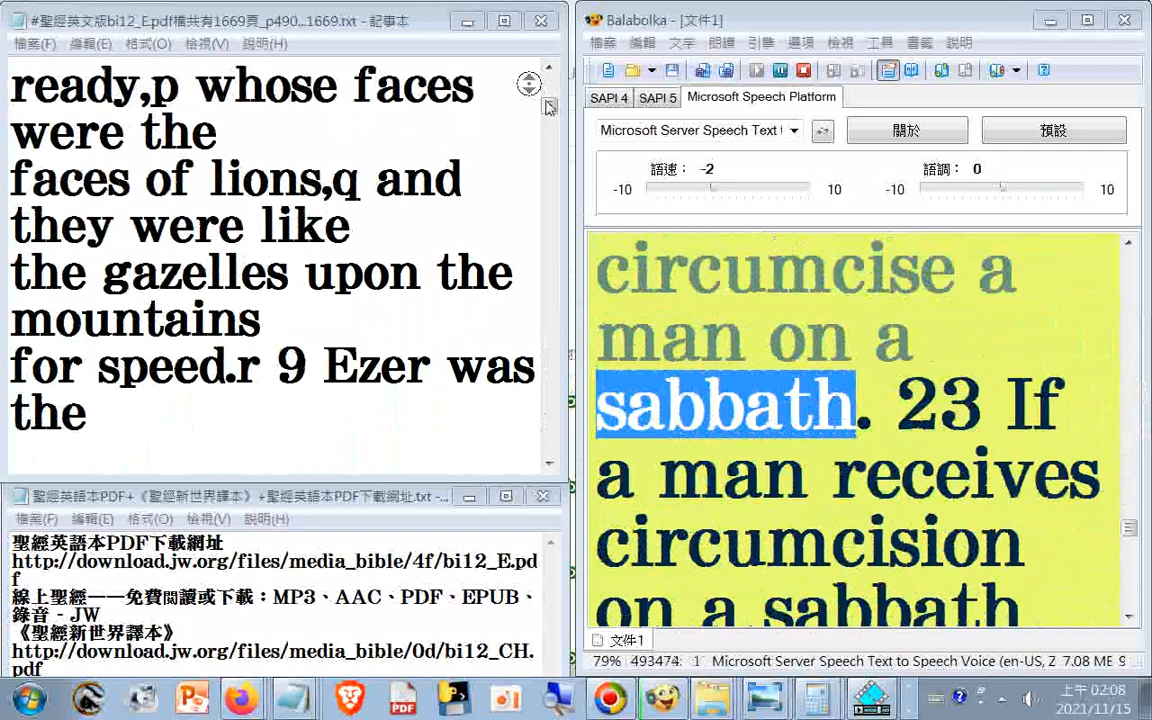 #聖經英文版bi12_E.pdf檔共有1669頁_p490...1669.txt - 記事本
檔案(F) 編輯(E) 格式(O) 檢視(V) 說明(H)
ready,p whose faces
were the
faces of lions,q and
they were like
the gazelles upon the
mountains
for speed.r 9 Ezer was
the
聖經英語本PDF+《聖經新世界譯本》+聖經英語本PDF下載網址.txt - ...
檔案(F) 編輯(E) 格式(O) 檢視(V) 說明(H)
聖經英語本PDF下載網址
http://download.jw.org/files/media_bible/4f/bi12_E.pd
f
線上聖經——免費閱讀或下載：MP3、AAC、PDF、EPUB、
錄音 - JW
《聖經新世界譯本》
http://download.jw.org/files/media_bible/0d/bi12_CH.
pdf
Balabolka - [文件1]
檔案 編輯 文字 朗讀 引擎 選項 檢視 工具 書籤 說明
SAPI 4 SAPI 5 Microsoft Speech Platform
Microsoft Server Speech Text 關於 預設
語速： -2 語調： 0
-10 10 -10 10
circumcise a
man on a
sabbath. 23 If
a man receives
circumcision
on a sabbath
文件1
79% 493474: 1 Microsoft Server Speech Text to Speech Voice (en-US, Z 7.08 MB 9
上午 02:08
2021/11/15